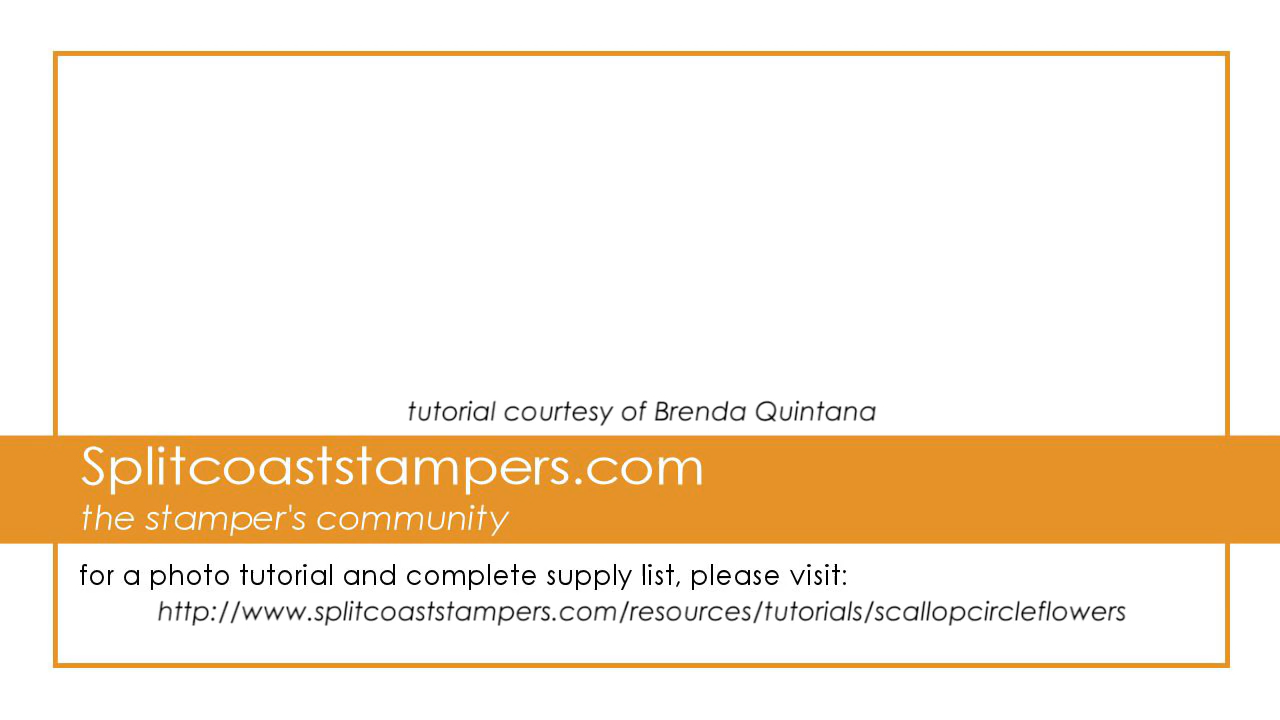 tutorial courtesy of Brenda Quintana
Splitcoaststampers.com
the stamper's community
for a photo tutorial and complete supply list, please visit:
http://www.splitcoaststampers.com/resources/tutorials/scallopcircleflowers